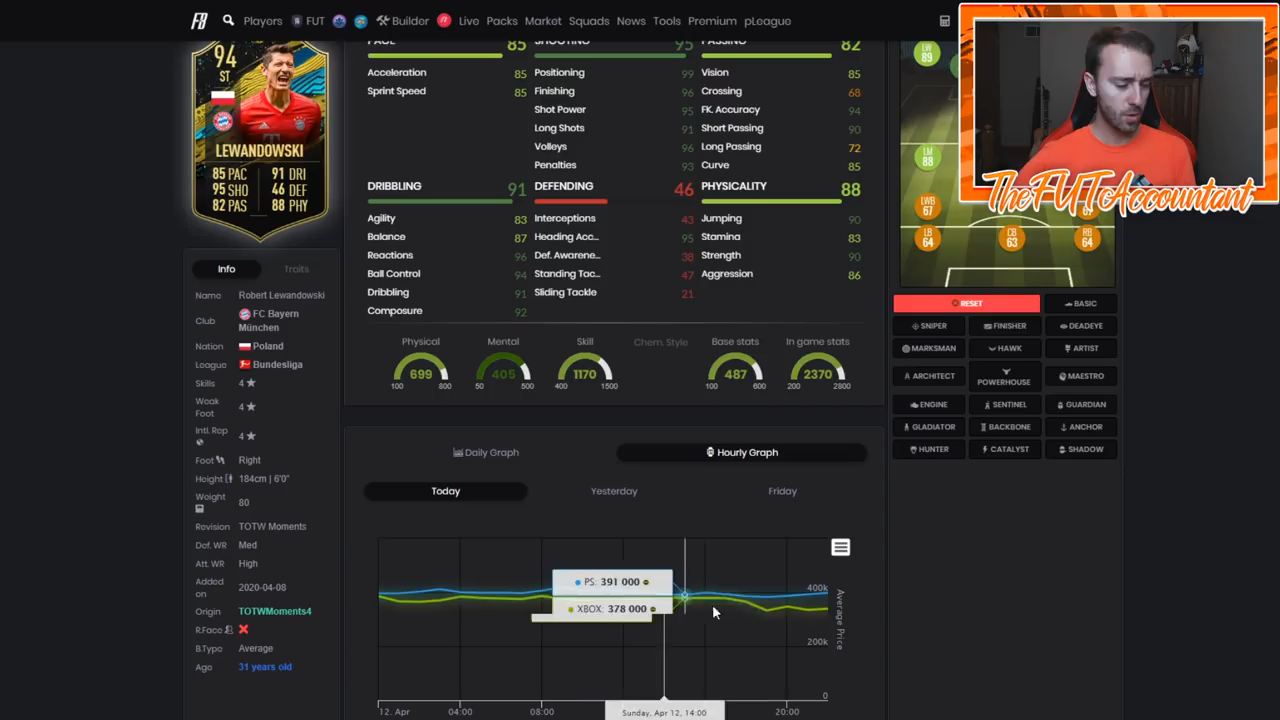 FB Players FUT Builder Live Packs Market Squads News Tools Premium pLeague
94
ST
LEWANDOWSKI
85 PAC 91 DRI
95 SHO 46 DEF
82 PAS 88 PHY
PACE 85 SHOOTING 95 PASSING 82
Acceleration 85 Positioning 99 Vision 85
Sprint Speed 85 Finishing 96 Crossing 68
Shot Power 95 FK. Accuracy 94
Long Shots 91 Short Passing 90
Volleys 96 Long Passing 72
Penalties 93 Curve 85
DRIBBLING 91 DEFENDING 46 PHYSICALITY 88
Agility 83 Interceptions 43 Jumping 90
Balance 87 Heading Acc... 95 Stamina 83
Reactions 96 Def. Awarene... 38 Strength 90
Ball Control 94 Standing Tac... 47 Aggression 86
Dribbling 91 Sliding Tackle 21
Composure 92
Physical Mental Skill Chem. Style Base stats In game stats
699 405 1170 487 2370
100 800 50 500 400 1500 100 600 200 2800
Info Traits
Name Robert Lewandowski
Club FC Bayern
München
Nation Poland
League Bundesliga
Skills 4
Weak
Foot 4
Intl. Rep 4
Foot Right
Height 184cm | 6'0"
Weight 80
Revision TOTW Moments
Def. WR Med
Att. WR High
Added
on 2020-04-08
Origin TOTWMoments4
R.Face
B.Type Average
Age 31 years old
Daily Graph Hourly Graph
Today Yesterday Friday
PS: 391 000
XBOX: 378 000
400k
200k
0
Average Price
12. Apr 04:00 08:00 Sunday, Apr 12, 14:00 20:00
LW
89
LM
88
LWB
67
LB
64
CB
63
RB
64
RESET BASIC
SNIPER FINISHER DEADEYE
MARKSMAN HAWK ARTIST
ARCHITECT POWERHOUSE MAESTRO
ENGINE SENTINEL GUARDIAN
GLADIATOR BACKBONE ANCHOR
HUNTER CATALYST SHADOW
TheFUTAccountant